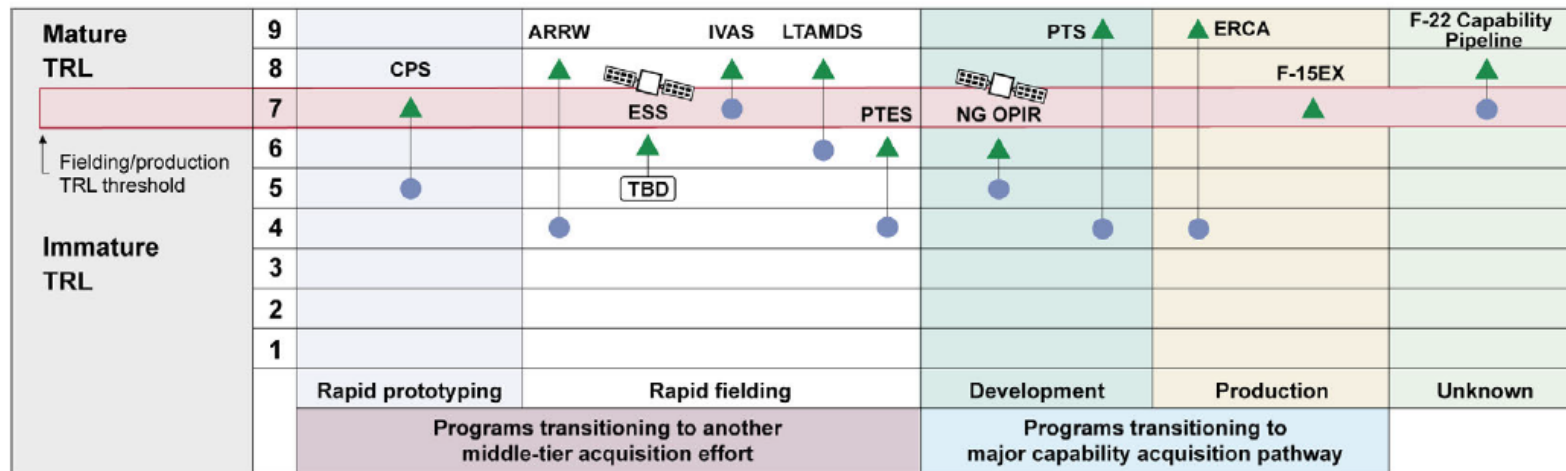 Mature
TRL
Fielding/production
TRL threshold
Immature
TRL
9
8
7
6
5
4
3
2
1
ARRW
IVAS
LTAMDS
PTS
ERCA
F-22 Capability
Pipeline
CPS
F-15EX
ESS
PTES
NG OPIR
TBD
Rapid prototyping
Rapid fielding
Development
Production
Unknown
Programs transitioning to another
middle-tier acquisition effort
Programs transitioning to
major capability acquisition pathway